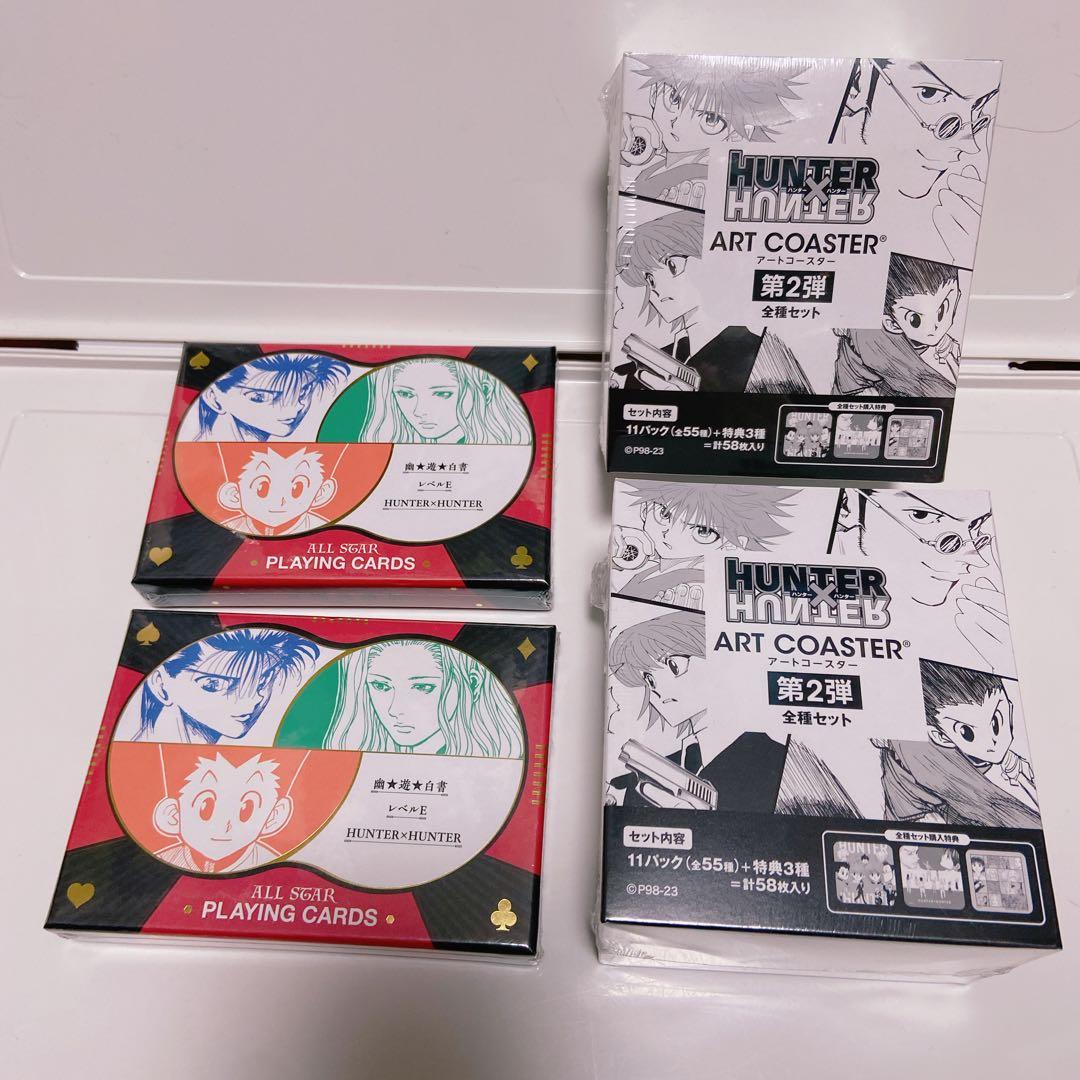 HUNTER
ハンター×ハンター
HUNTER
ART COASTER®
アートコースター
第2弾
全種セット
セット内容
11パック(全55種)+特典3種
=計58枚入り
©P98-23
全種セット購入特典
HUNTER
幽★遊★白書
レベルE
HUNTER×HUNTER
ALL STAR
PLAYING CARDS
HUNTER
ハンター×ハンター
HUNTER
ART COASTER®
アートコースター
第2弾
全種セット
セット内容
11パック(全55種)+特典3種
=計58枚入り
©P98-23
全種セット購入特典
HUNTER
HUNTER×HUNTER
幽★遊★白書
レベルE
HUNTER×HUNTER
ALL STAR
PLAYING CARDS